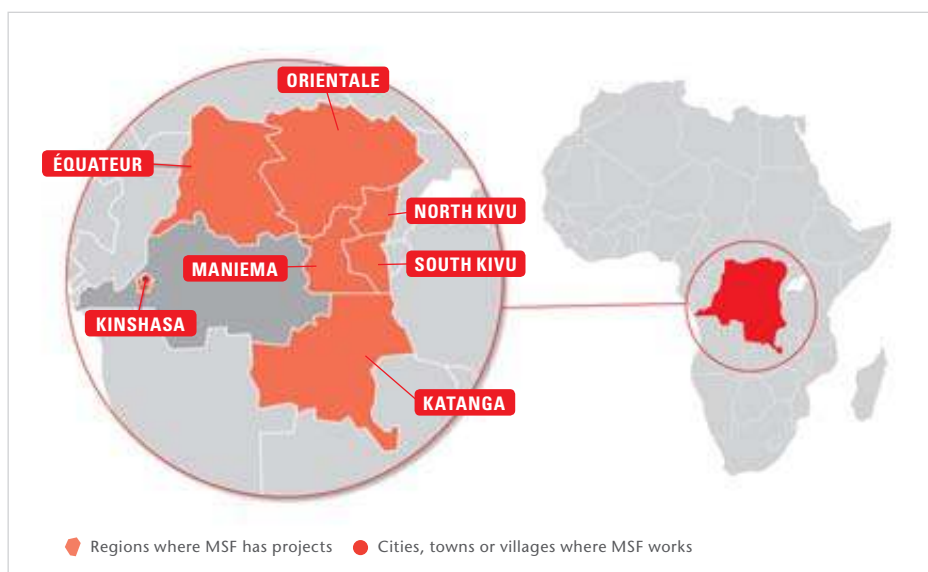 ORIENTALE
ÉQUATEUR
NORTH KIVU
MANIEMA
SOUTH KIVU
KINSHASA
KATANGA
Regions where MSF has projects
Cities, towns or villages where MSF works